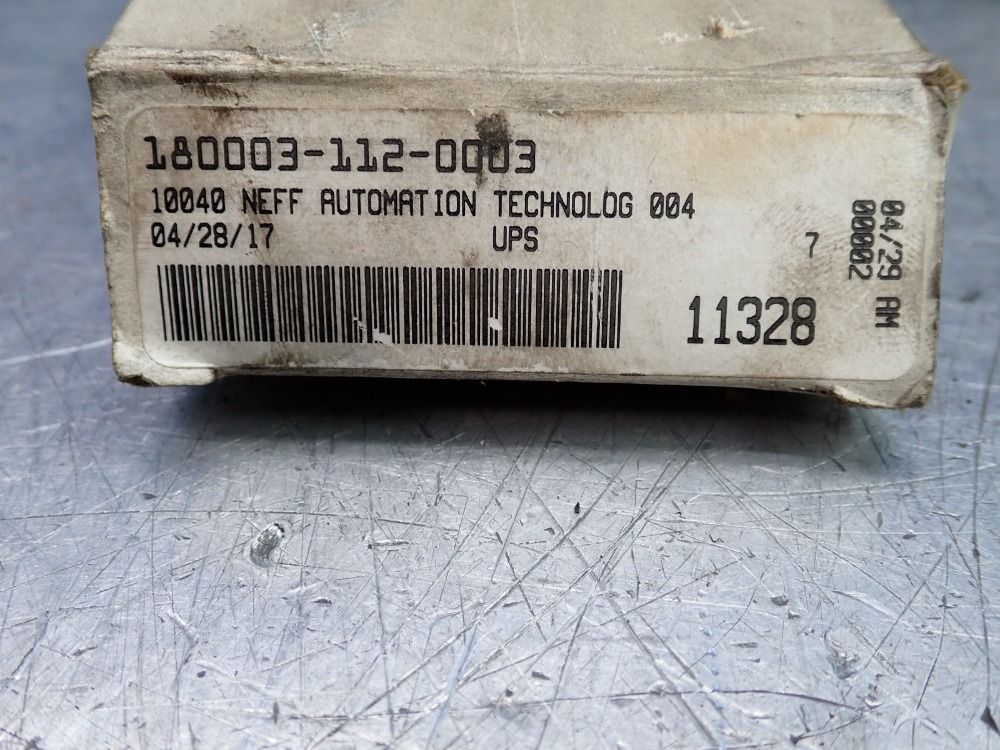 180003-112-0003
10040 NEFF AUTOMATION TECHNOLOG 004
04/28/17 UPS 7
11328
04/29 AM
00002